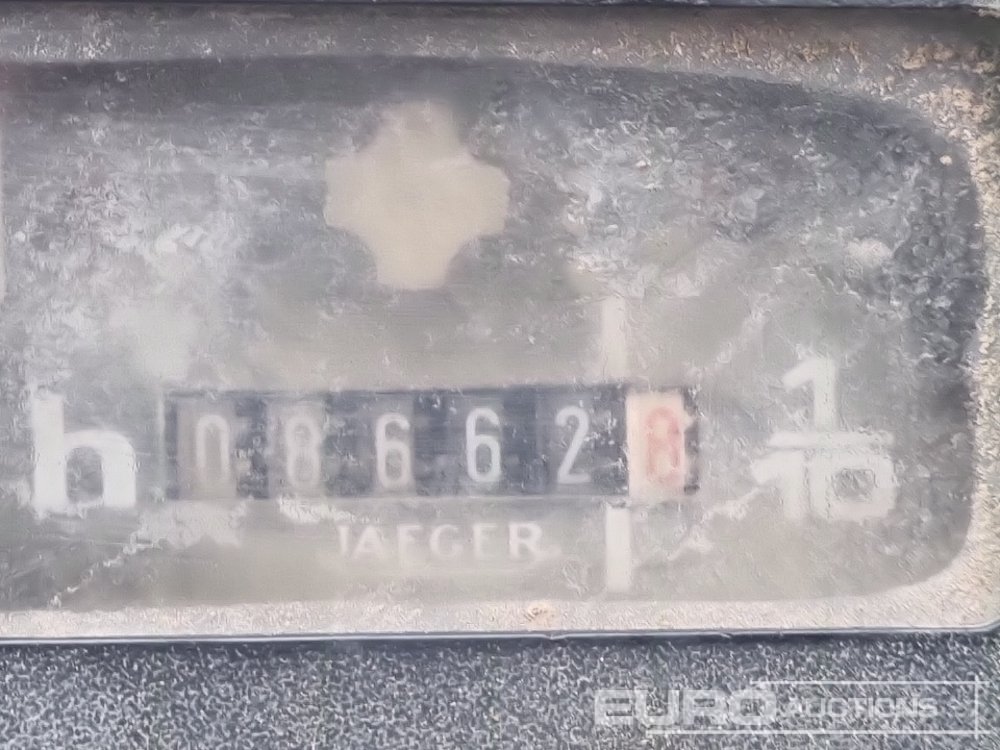 h 08662 8 1/10
JAEGER
EURO AUCTIONS